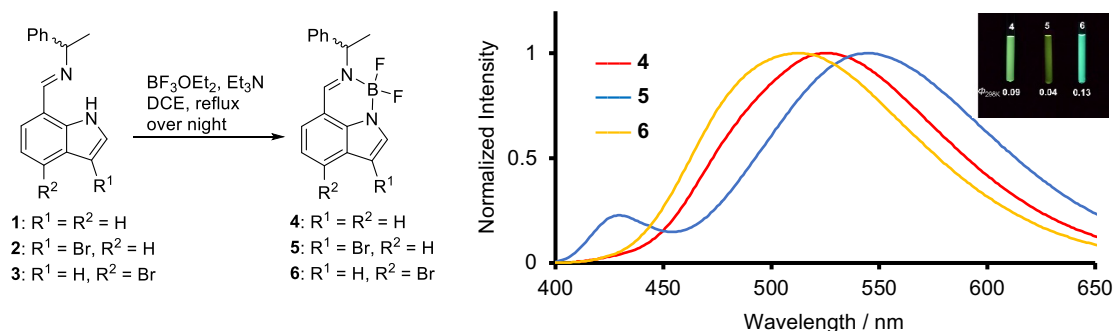 Ph
N
H
N
R²
R¹
1: R¹ = R² = H
2: R¹ = Br, R² = H
3: R¹ = H, R² = Br
BF₃OEt₂, Et₃N
DCE, reflux
over night
Ph
N
F
B
F
N
R²
R¹
4: R¹ = R² = H
5: R¹ = Br, R² = H
6: R¹ = H, R² = Br
Normalized Intensity
1
0.5
0
4
5
6
4 5 6
Φ298K 0.09 0.04 0.13
400 450 500 550 600 650
Wavelength / nm